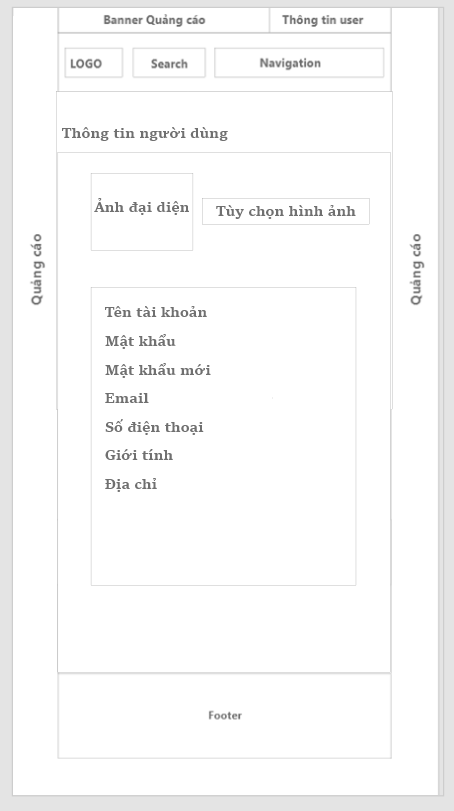 Banner Quảng cáo
Thông tin user
LOGO
Search
Navigation
Thông tin người dùng
Ảnh đại diện
Tùy chọn hình ảnh
Quảng cáo
Quảng cáo
Tên tài khoản
Mật khẩu
Mật khẩu mới
Email
Số điện thoại
Giới tính
Địa chỉ
Footer